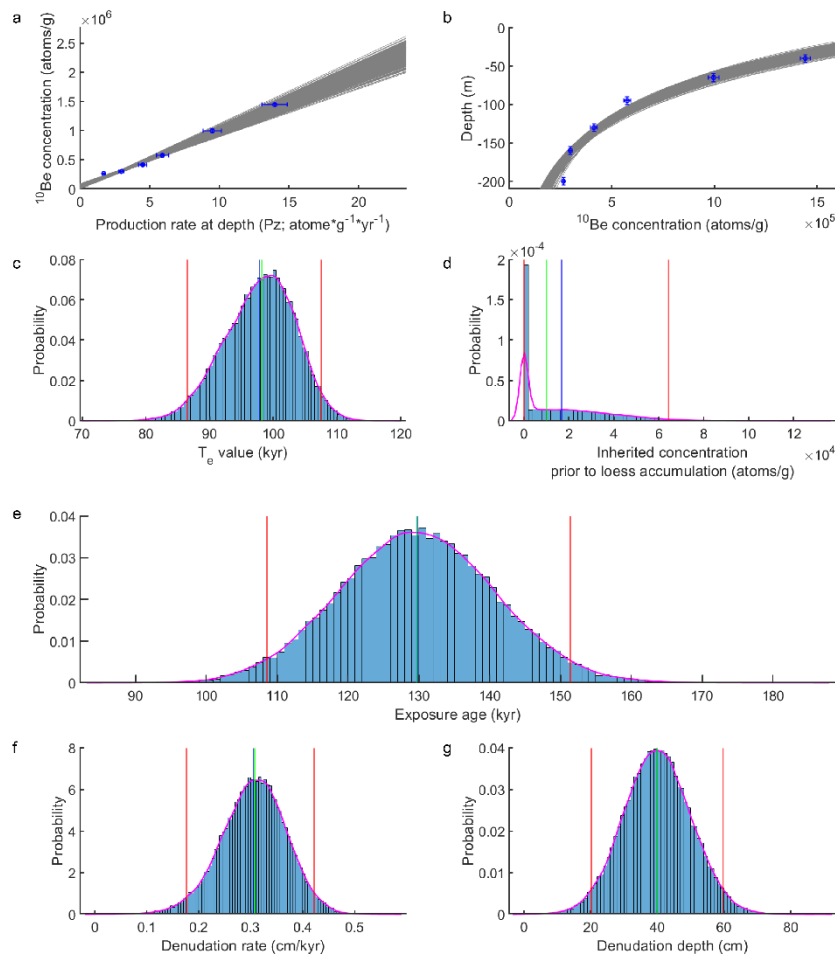 a
×10⁶
2.5
2
1.5
1
0.5
0
0 5 10 15 20
¹⁰Be concentration (atoms/g)
Production rate at depth (Pz; atome*g⁻¹*yr⁻¹)
b
0
-50
-100
-150
-200
0 5 10 15
×10⁵
Depth (m)
¹⁰Be concentration (atoms/g)
c
0.08
0.06
0.04
0.02
0
70 80 90 100 110 120
Probability
Tₑ value (kyr)
d
×10⁻⁴
2
1.5
1
0.5
0
0 2 4 6 8 10 12
×10⁴
Probability
Inherited concentration
prior to loess accumulation (atoms/g)
e
0.04
0.03
0.02
0.01
0
90 100 110 120 130 140 150 160 170 180
Probability
Exposure age (kyr)
f
8
6
4
2
0
0 0.1 0.2 0.3 0.4 0.5
Probability
Denudation rate (cm/kyr)
g
0.04
0.03
0.02
0.01
0
0 20 40 60 80
Probability
Denudation depth (cm)